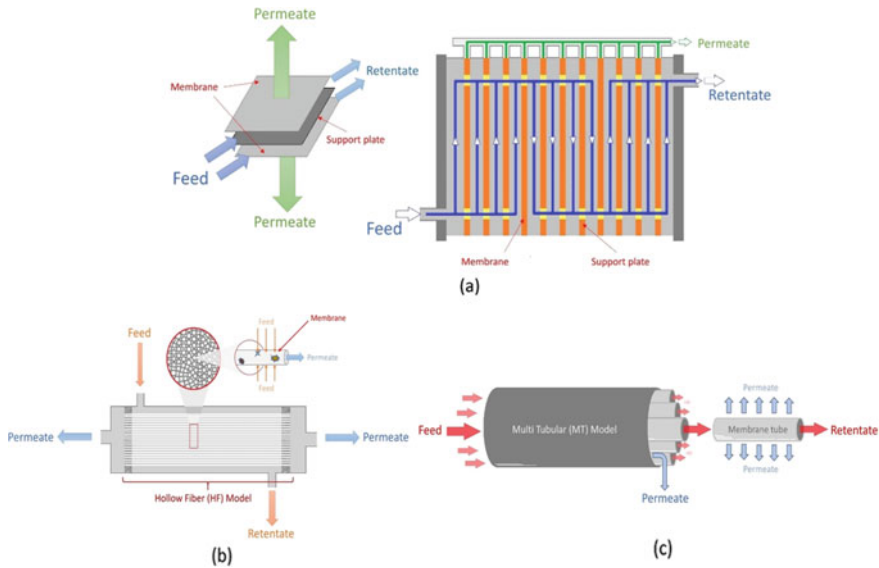 Permeate
Membrane
Retentate
Support plate
Feed
Permeate
Permeate
Retentate
Feed
Membrane
Support plate
(a)
Feed
Membrane
Feed
Permeate
Feed
Permeate
Permeate
Hollow Fiber (HF) Model
Retentate
(b)
Permeate
Feed
Multi Tubular (MT) Model
Membrane tube
Retentate
Permeate
Permeate
(c)